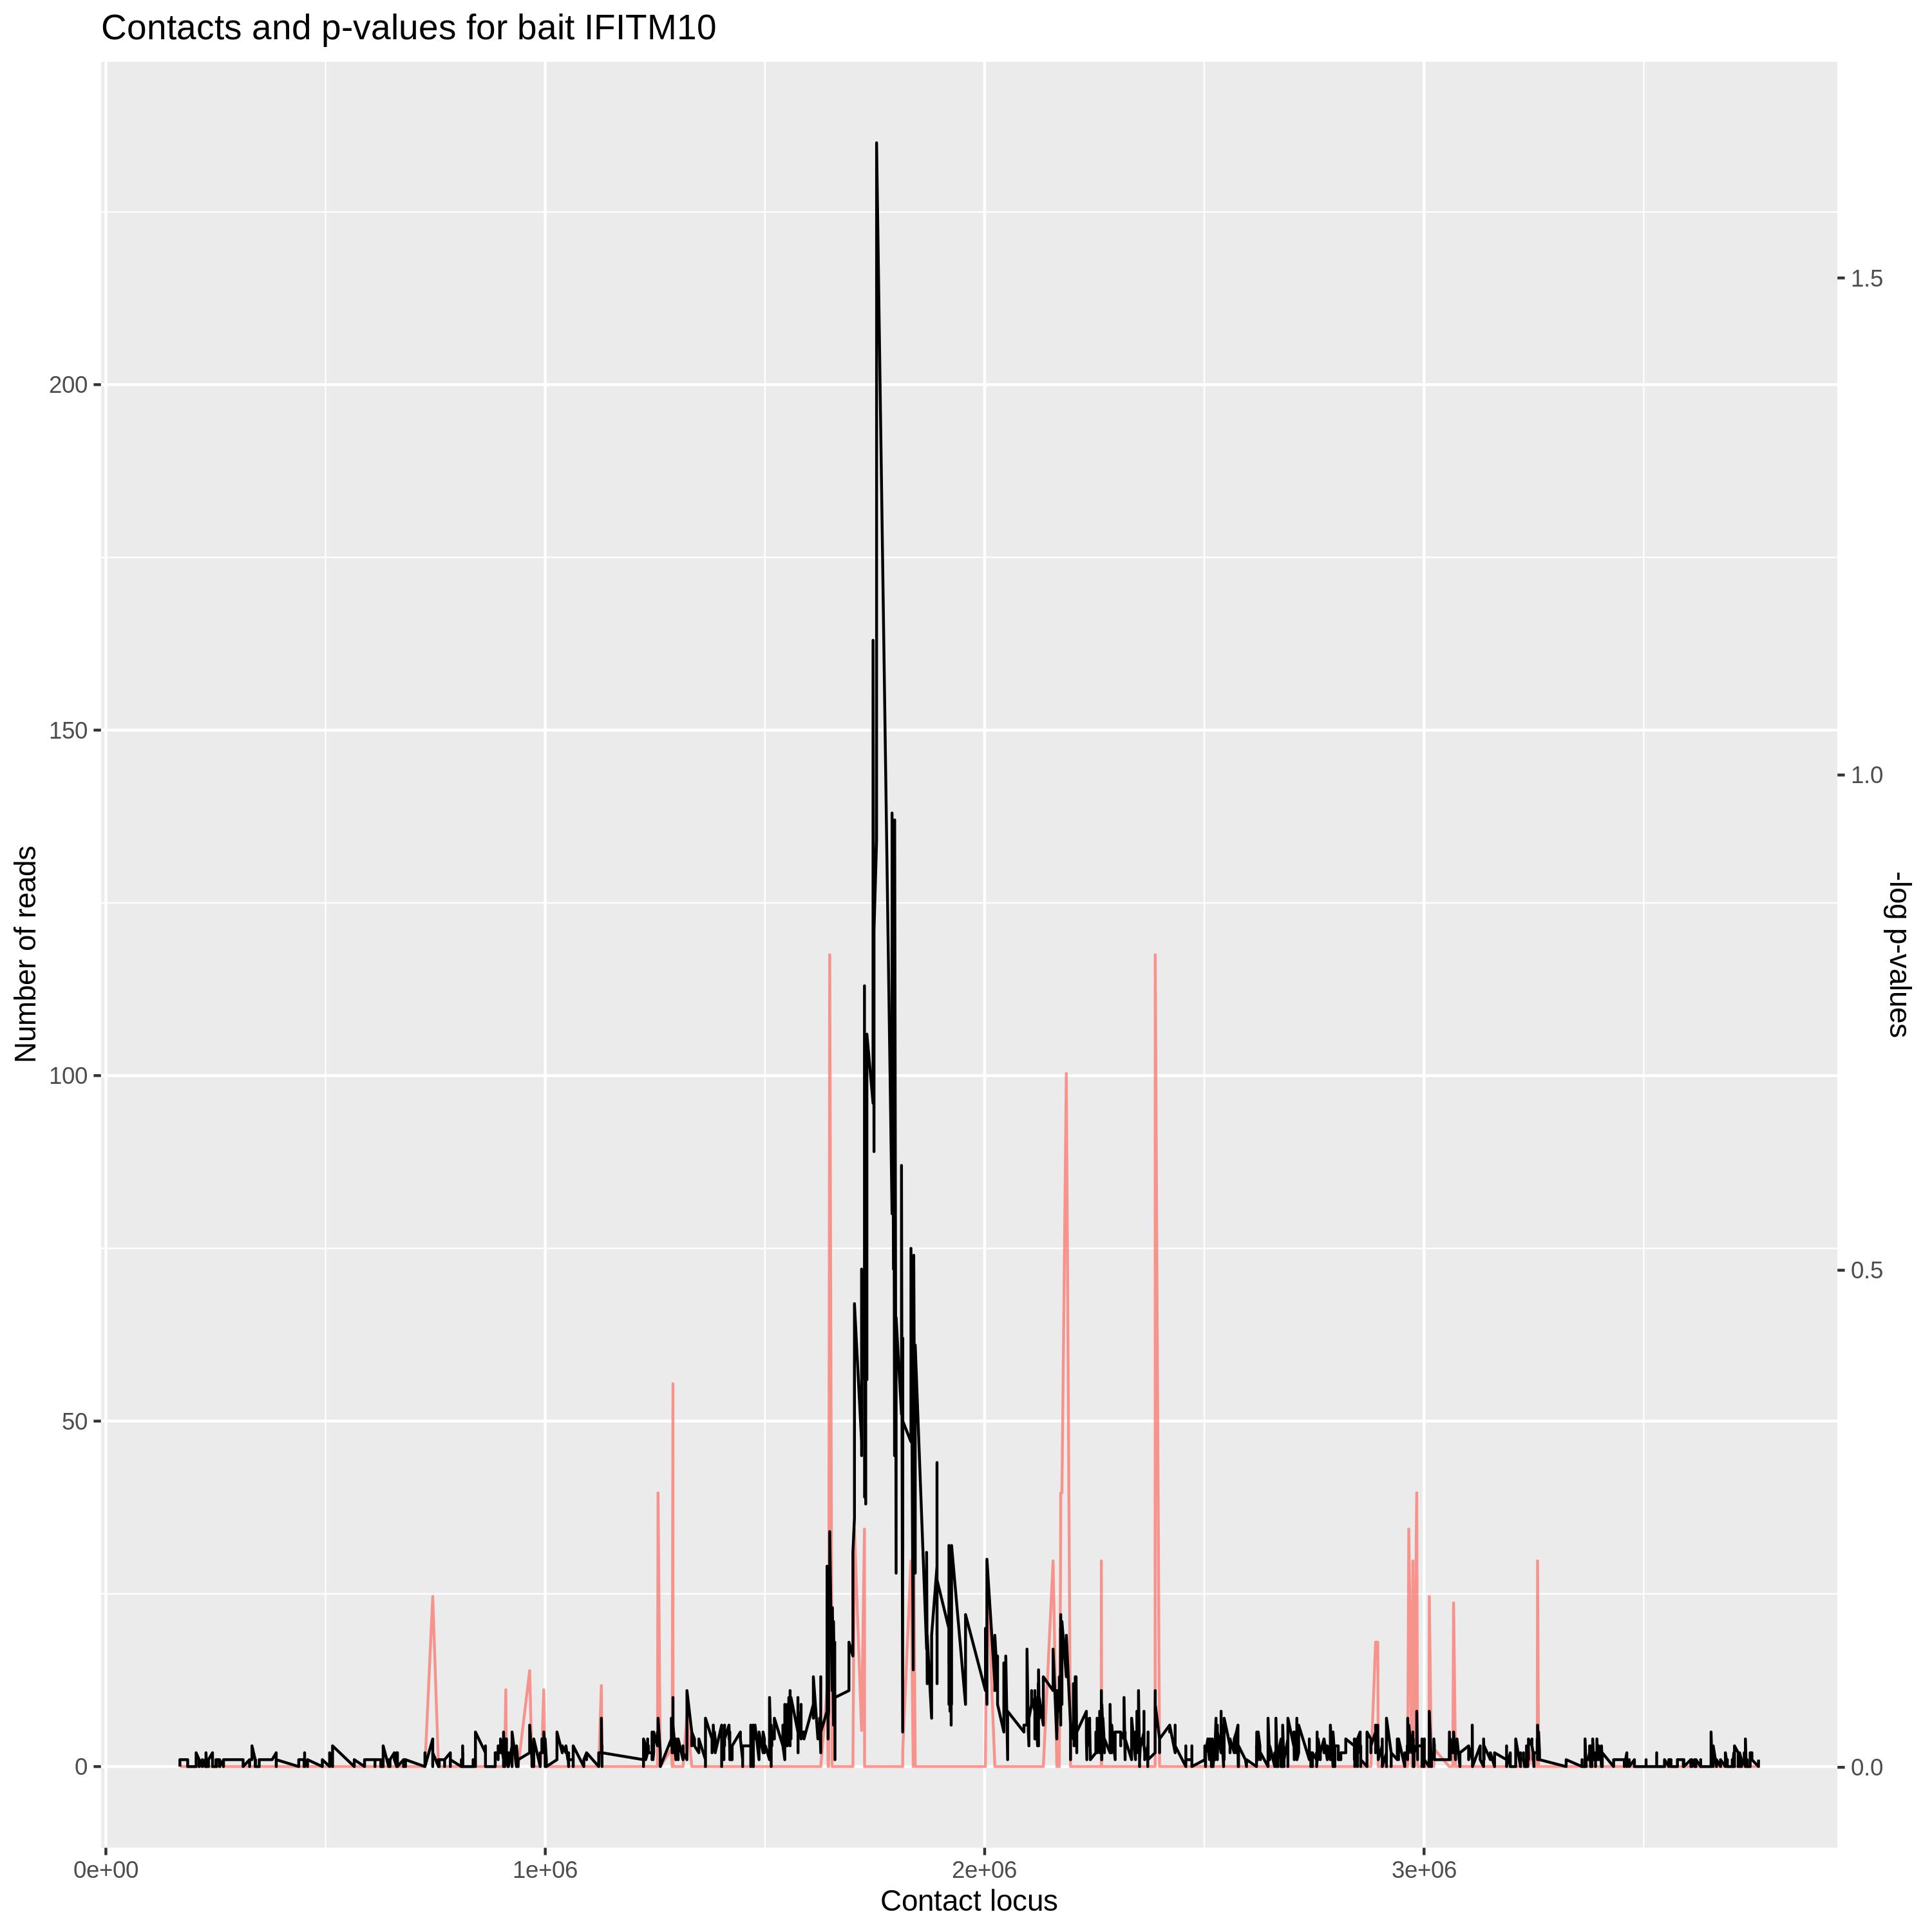 Contacts and p-values for bait IFITM10
Number of reads
200
150
100
50
0
1.5
1.0
0.5
0.0
-log p-values
0e+00
1e+06
2e+06
3e+06
Contact locus